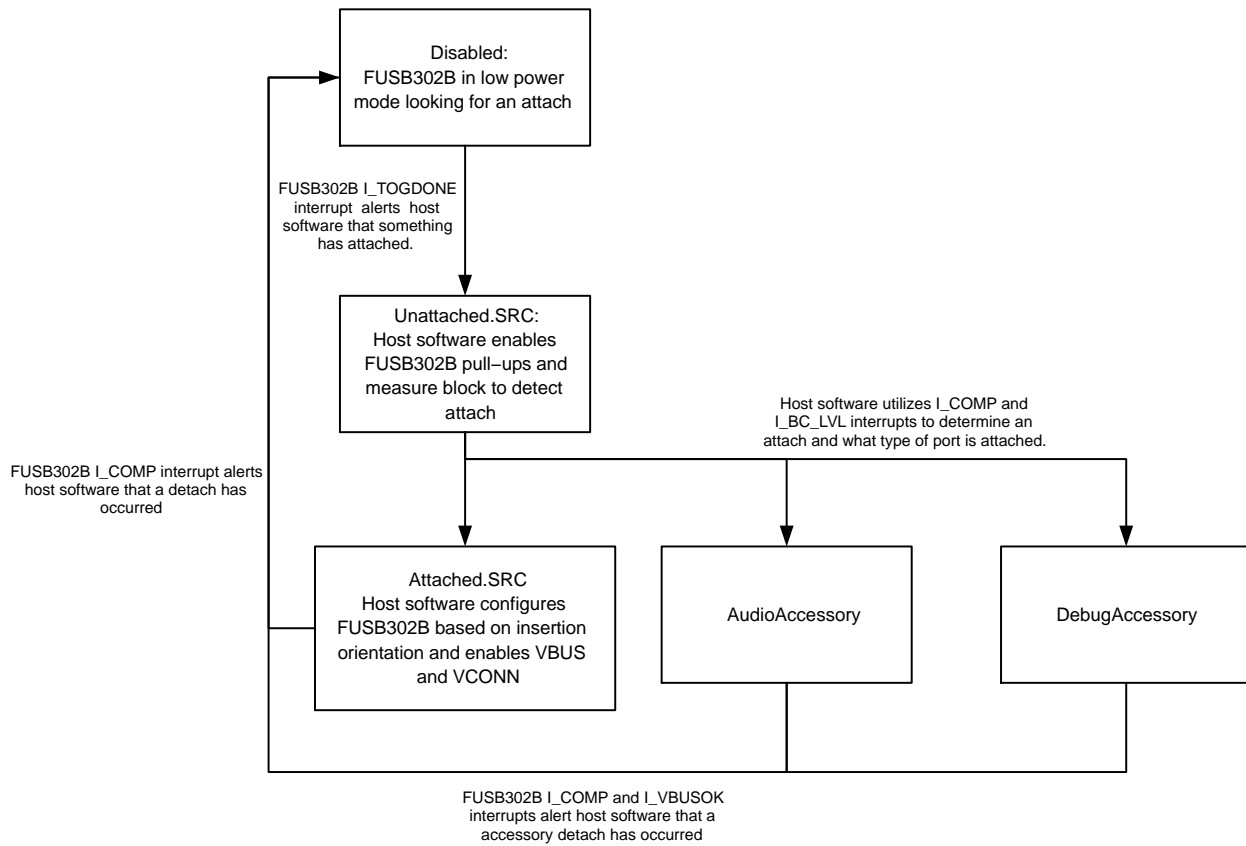 Disabled:
FUSB302B in low power
mode looking for an attach
FUSB302B I_TOGDONE
interrupt alerts host
software that something
has attached.
Unattached.SRC:
Host software enables
FUSB302B pull–ups and
measure block to detect
attach
Host software utilizes I_COMP and
I_BC_LVL interrupts to determine an
attach and what type of port is attached.
FUSB302B I_COMP interrupt alerts
host software that a detach has
occurred
Attached.SRC
Host software configures
FUSB302B based on insertion
orientation and enables VBUS
and VCONN
AudioAccessory
DebugAccessory
FUSB302B I_COMP and I_VBUSOK
interrupts alert host software that a
accessory detach has occurred